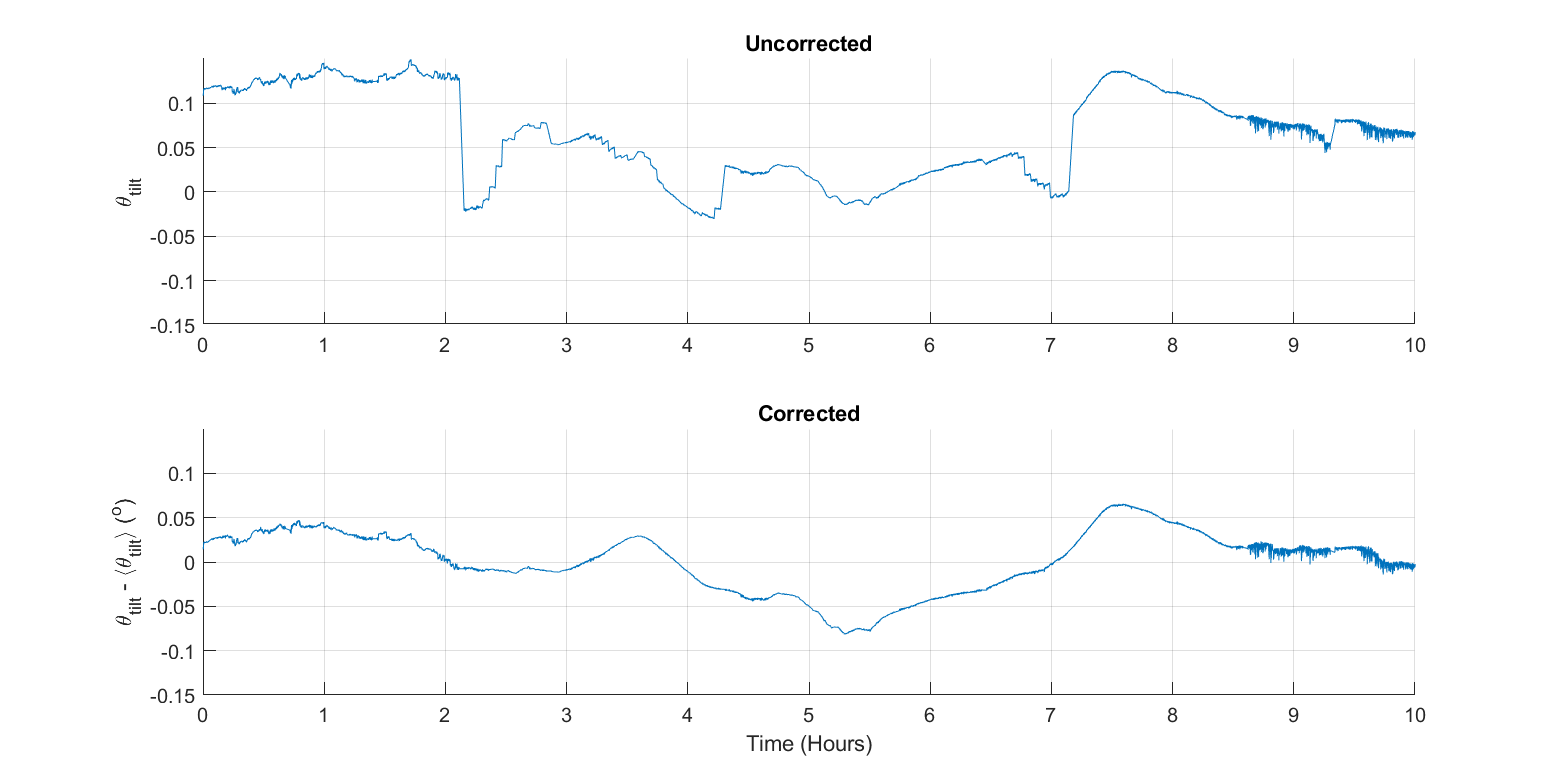 Uncorrected
θtilt
0.1
0.05
0
-0.05
-0.1
-0.15
0 1 2 3 4 5 6 7 8 9 10
Corrected
θtilt - ⟨θtilt⟩ (o)
0.1
0.05
0
-0.05
-0.1
-0.15
0 1 2 3 4 5 6 7 8 9 10
Time (Hours)